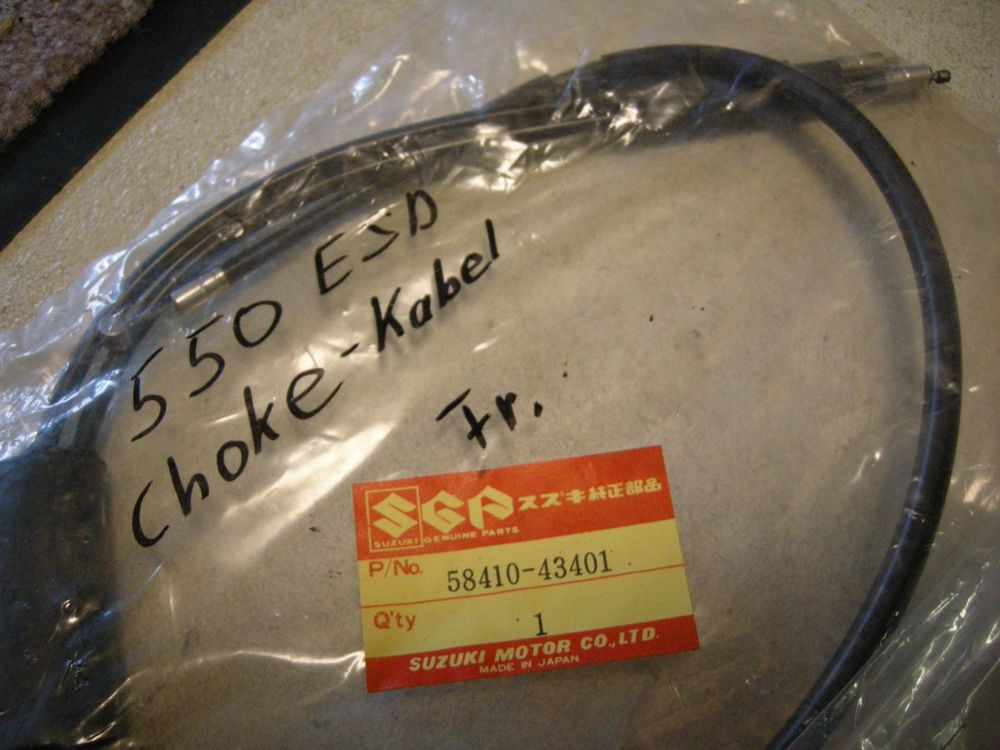 550 ESD
Choke-Kabel
Fr.
SUZUKI
SGP スズキ純正部品
GENUINE PARTS
P/No. 58410-43401
Q'ty 1
SUZUKI MOTOR CO.,LTD.
MADE IN JAPAN